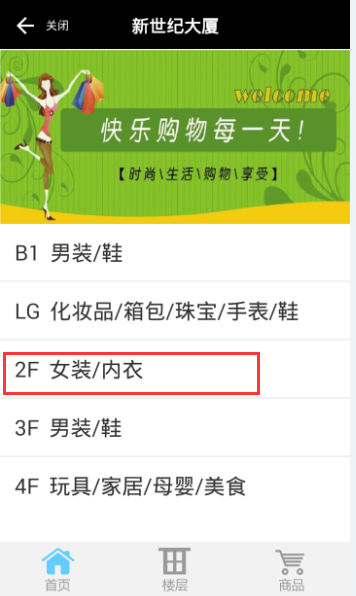 关闭 新世纪大厦
welcome
快乐购物每一天!
【时尚\生活\购物\享受】
B1 男装/鞋
LG 化妆品/箱包/珠宝/手表/鞋
2F 女装/内衣
3F 男装/鞋
4F 玩具/家居/母婴/美食
首页 楼层 商品